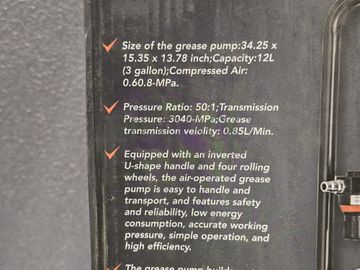 Size of the grease pump:34.25 x
15.35 x 13.78 inch;Capacity:12L
(3 gallon);Compressed Air:
0.60.8-MPa.
Pressure Ratio: 50:1;Transmission
Pressure: 3040-MPa;Grease
transmission veiolity: 0.85L/Min.
Equipped with an inverted
U-shape handle and four rolling
wheels, the air-operated grease
pump is easy to handle and
transport, and features safety
and reliability, low energy
consumption, accurate working
pressure, simple operation, and
high efficiency.
The grease pump builds